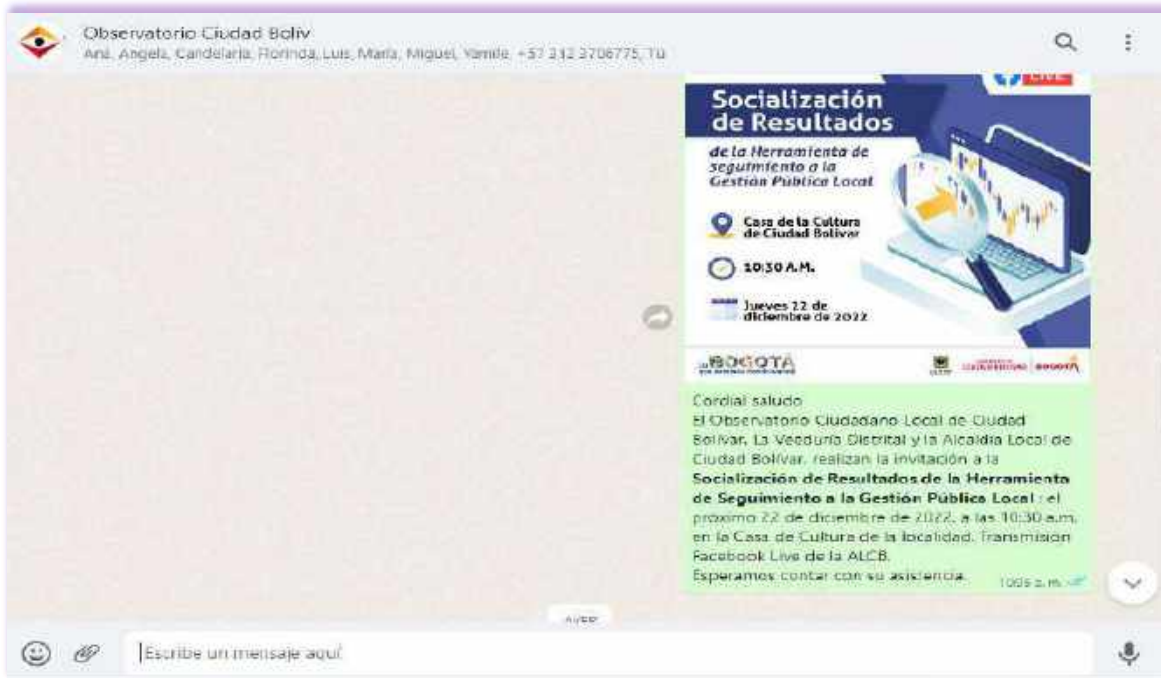 Observatorio Ciudad Bolív
Ana, Angela, Candelaria, Florinda, Luis, María, Miguel, Yamile, +57 312 3706775, Tú
LIVE
Socialización
de Resultados
de la Herramienta de
seguimiento a la
Gestión Pública Local
Casa de la Cultura
de Ciudad Bolívar
10:30 A.M.
Jueves 22 de
diciembre de 2022
BOGOTÁ
BOGOTÁ
Cordial saludo
El Observatorio Ciudadano Local de Ciudad
Bolívar, La Veeduría Distrital y la Alcaldía Local de
Ciudad Bolívar, realizan la invitación a la
Socialización de Resultados de la Herramienta
de Seguimiento a la Gestión Pública Local : el
próximo 22 de diciembre de 2022, a las 10:30 a.m.
en la Casa de Cultura de la localidad. Transmisión
Facebook Live de la ALCB.
Esperamos contar con su asistencia.
a. m.
AYER
Escribe un mensaje aquí